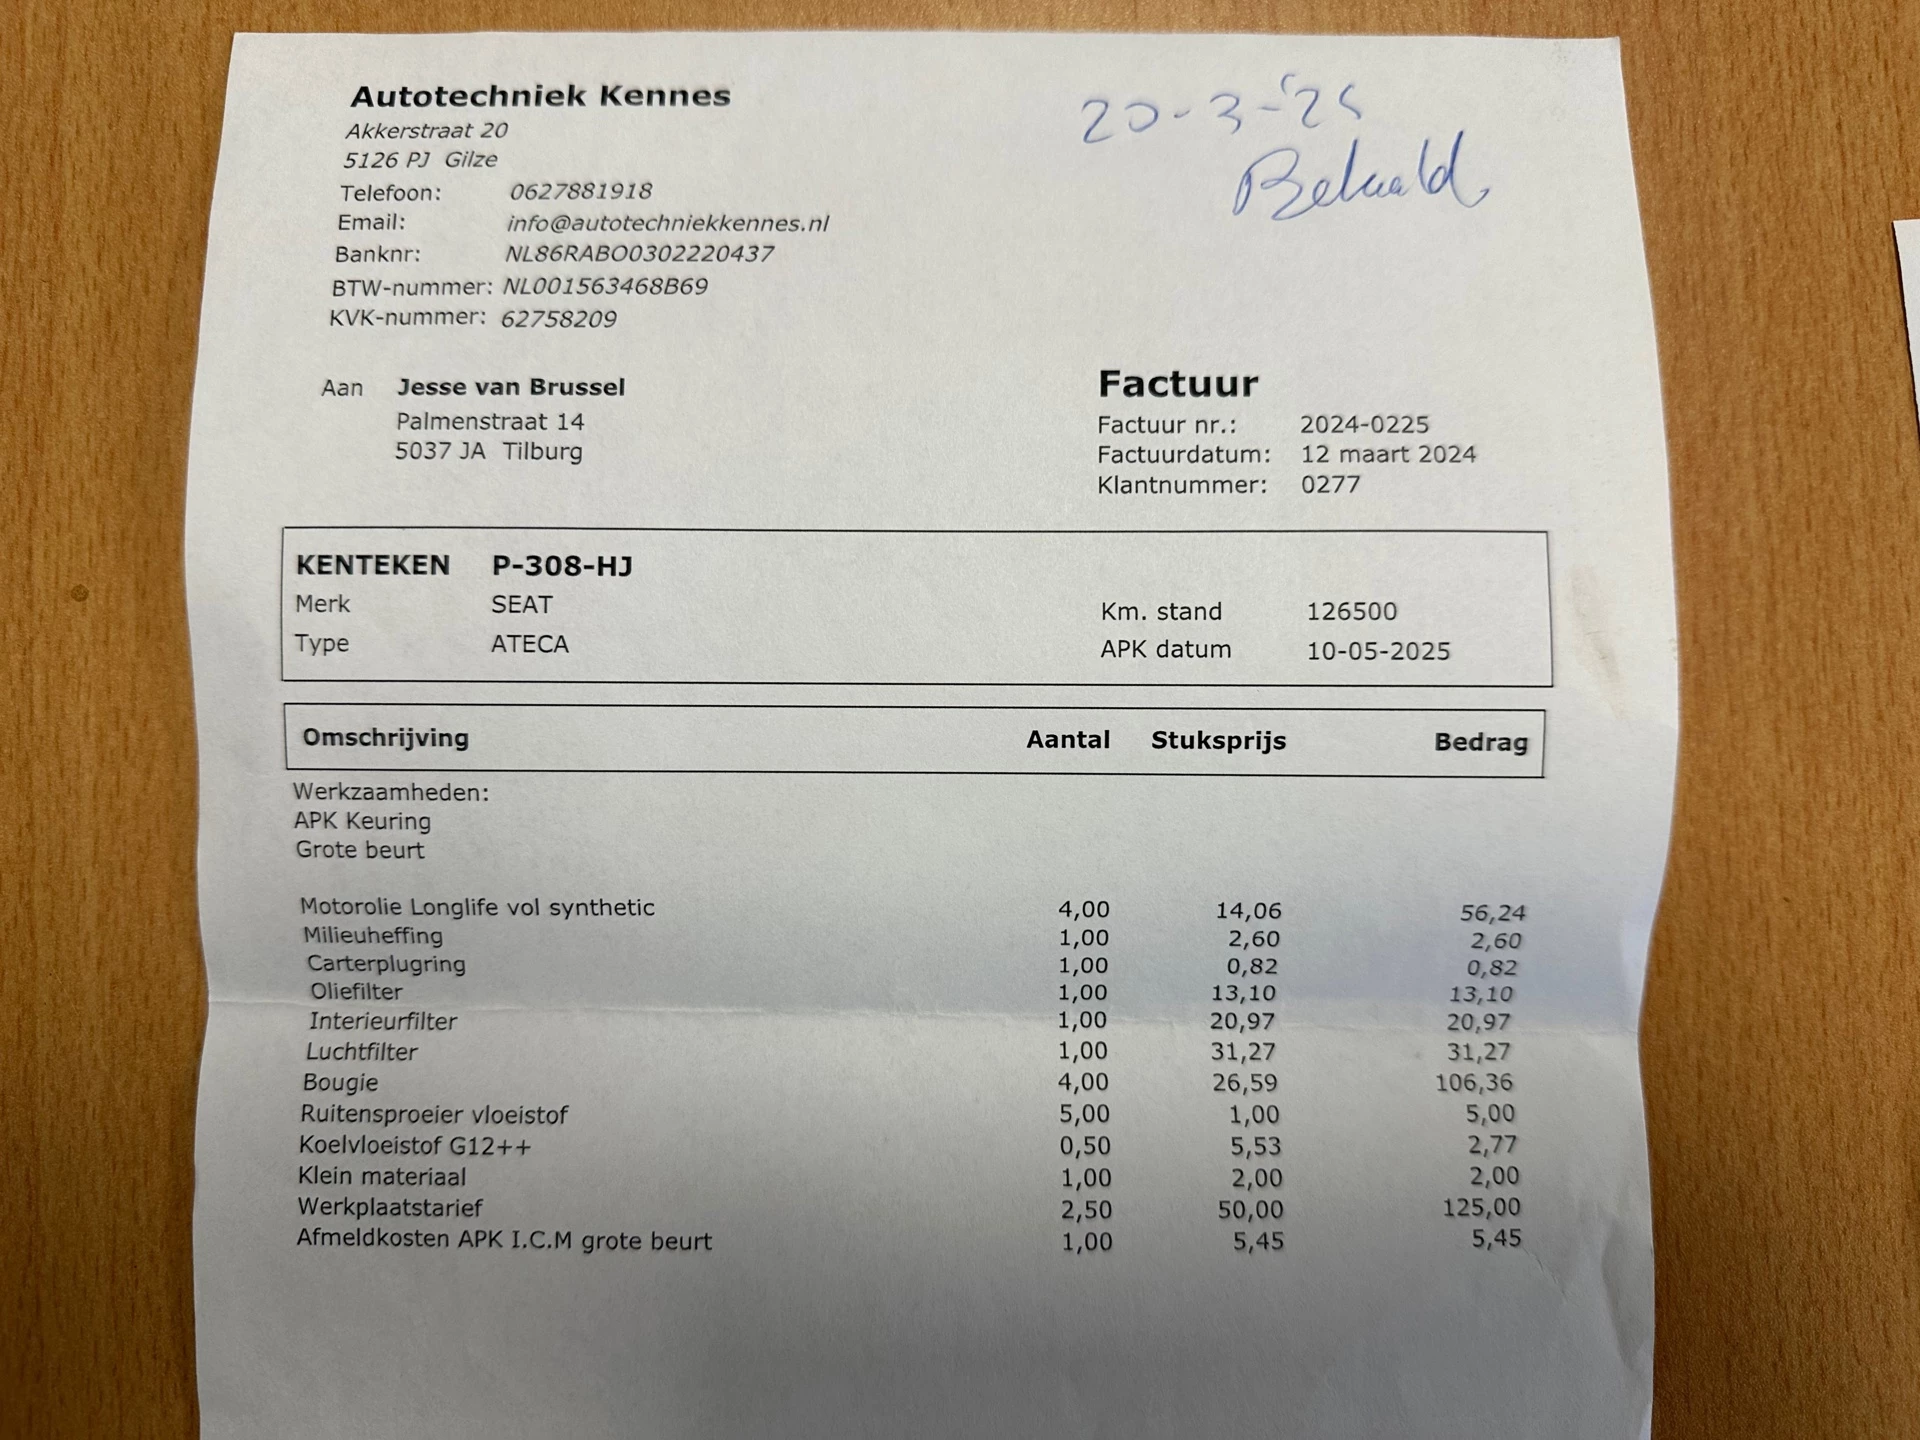 Autotechniek Kennes
Akkerstraat 20
5126 PJ Gilze
Telefoon: 0627881918
Email: info@autotechniekkennes.nl
Banknr: NL86RABO0302220437
BTW-nummer: NL001563468B69
KVK-nummer: 62758209
20-3-'25
Betaald
Aan Jesse van Brussel
Palmenstraat 14
5037 JA Tilburg
Factuur
Factuur nr.: 2024-0225
Factuurdatum: 12 maart 2024
Klantnummer: 0277
KENTEKEN P-308-HJ
Merk SEAT
Type ATECA
Km. stand 126500
APK datum 10-05-2025
Omschrijving Aantal Stuksprijs Bedrag
Werkzaamheden:
APK Keuring
Grote beurt
Motorolie Longlife vol synthetic 4,00 14,06 56,24
Milieuheffing 1,00 2,60 2,60
Carterplugring 1,00 0,82 0,82
Oliefilter 1,00 13,10 13,10
Interieurfilter 1,00 20,97 20,97
Luchtfilter 1,00 31,27 31,27
Bougie 4,00 26,59 106,36
Ruitensproeier vloeistof 5,00 1,00 5,00
Koelvloeistof G12++ 0,50 5,53 2,77
Klein materiaal 1,00 2,00 2,00
Werkplaatstarief 2,50 50,00 125,00
Afmeldkosten APK I.C.M grote beurt 1,00 5,45 5,45